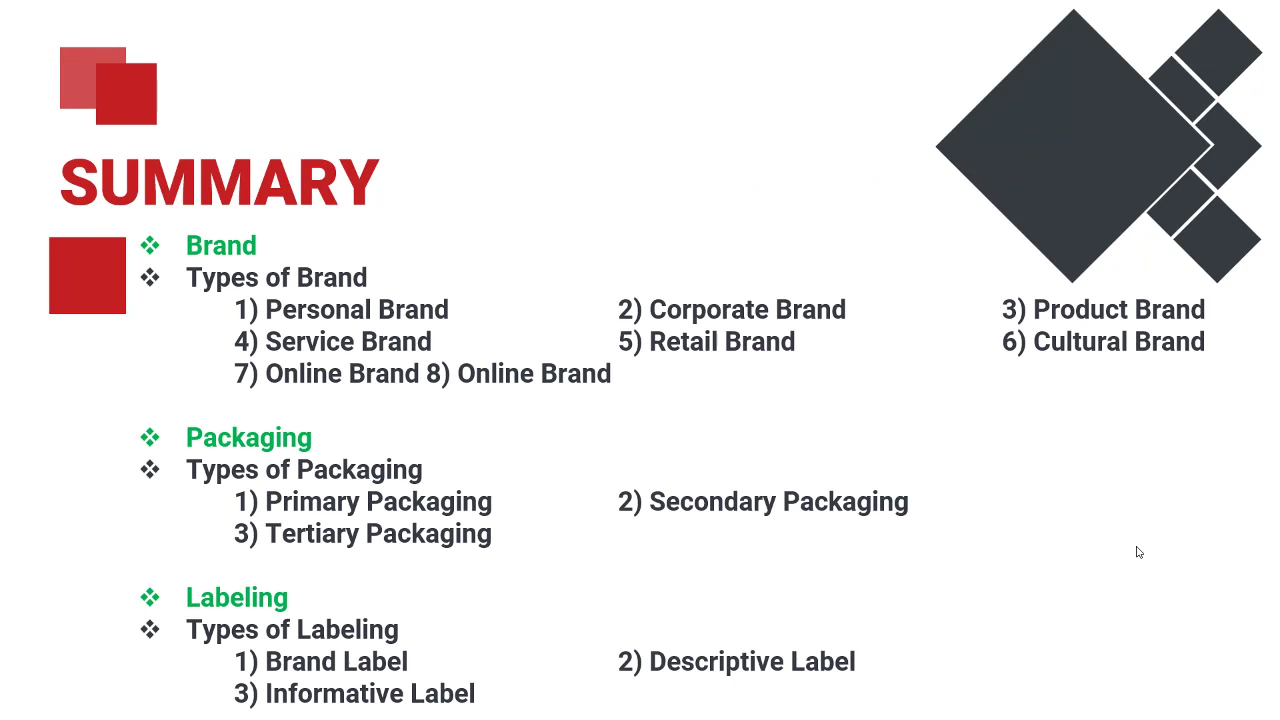 SUMMARY
❖ Brand
❖ Types of Brand
1) Personal Brand 2) Corporate Brand 3) Product Brand
4) Service Brand 5) Retail Brand 6) Cultural Brand
7) Online Brand 8) Online Brand
❖ Packaging
❖ Types of Packaging
1) Primary Packaging 2) Secondary Packaging
3) Tertiary Packaging
❖ Labeling
❖ Types of Labeling
1) Brand Label 2) Descriptive Label
3) Informative Label